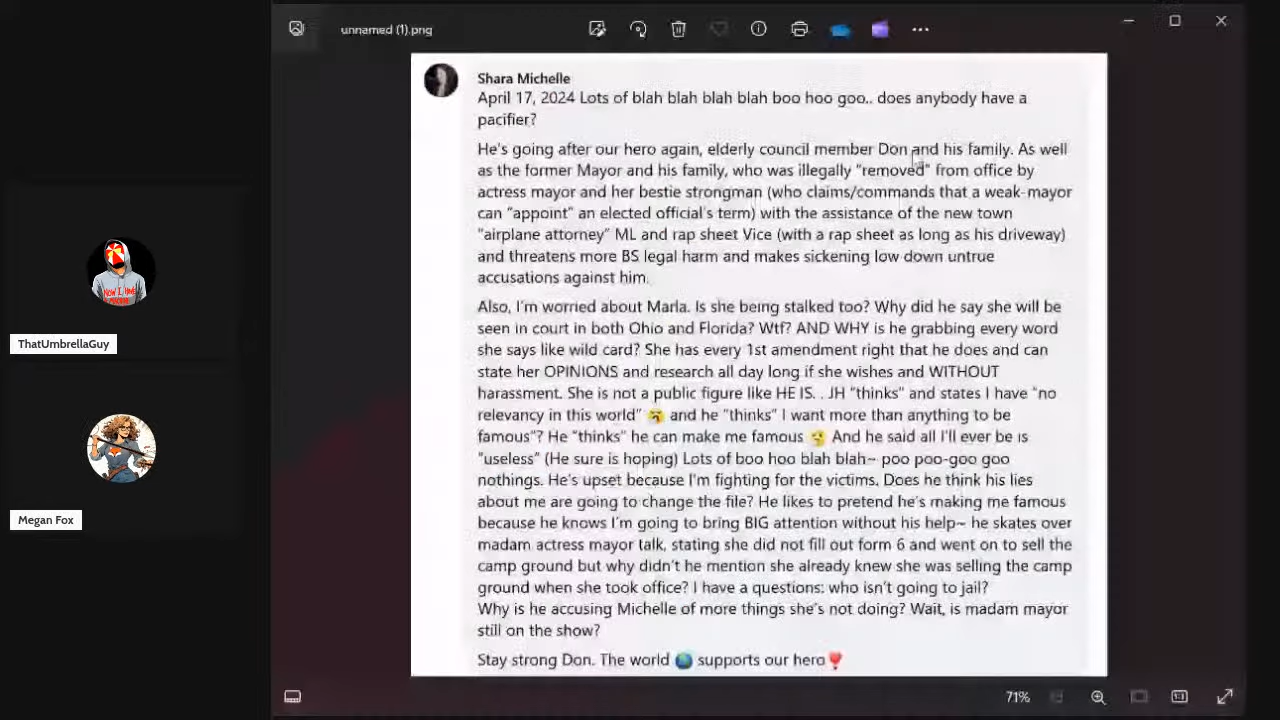 unnamed (1).png
Shara Michelle
April 17, 2024 Lots of blah blah blah blah boo hoo goo.. does anybody have a
pacifier?
He's going after our hero again, elderly council member Don and his family. As well
as the former Mayor and his family, who was illegally "removed" from office by
actress mayor and her bestie strongman (who claims/commands that a weak-mayor
can "appoint" an elected official's term) with the assistance of the new town
"airplane attorney" ML and rap sheet Vice (with a rap sheet as long as his driveway)
and threatens more BS legal harm and makes sickening low down untrue
accusations against him.
Also, I'm worried about Marla. Is she being stalked too? Why did he say she will be
seen in court in both Ohio and Florida? Wtf? AND WHY is he grabbing every word
she says like wild card? She has every 1st amendment right that he does and can
state her OPINIONS and research all day long if she wishes and WITHOUT
harassment. She is not a public figure like HE IS. . JH "thinks" and states I have "no
relevancy in this world" 🤧 and he "thinks" I want more than anything to be
famous"? He "thinks" he can make me famous 🤧 And he said all I'll ever be is
"useless" (He sure is hoping) Lots of boo hoo blah blah~ poo poo-goo goo
nothings. He's upset because I'm fighting for the victims. Does he think his lies
about me are going to change the file? He likes to pretend he's making me famous
because he knows I'm going to bring BIG attention without his help~ he skates over
madam actress mayor talk, stating she did not fill out form 6 and went on to sell the
camp ground but why didn't he mention she already knew she was selling the camp
ground when she took office? I have a questions: who isn't going to jail?
Why is he accusing Michelle of more things she's not doing? Wait, is madam mayor
still on the show?
Stay strong Don. The world 🌎 supports our hero❣️
ThatUmbrellaGuy
Megan Fox
71%